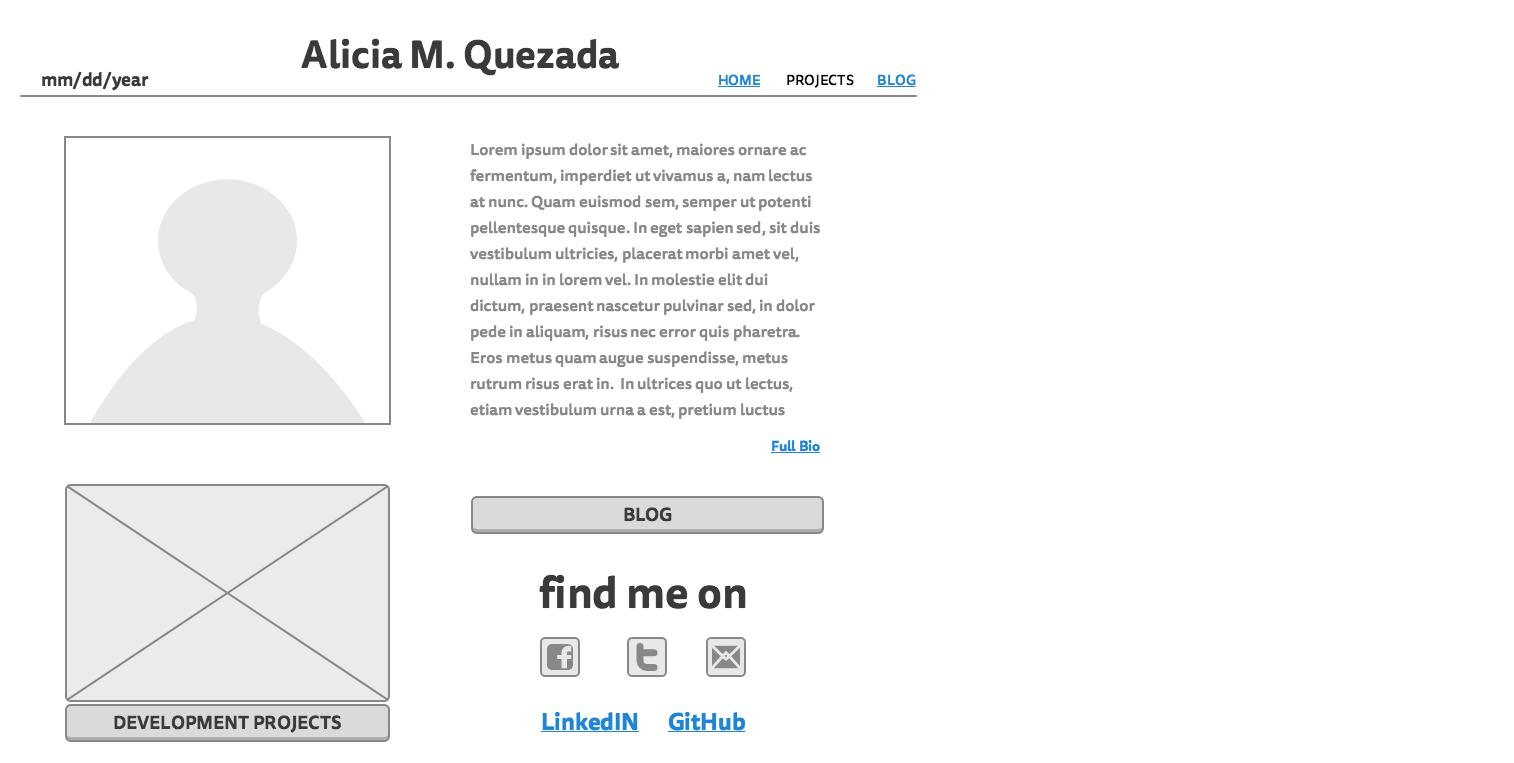 Alicia M. Quezada
mm/dd/year
HOME PROJECTS BLOG
Lorem ipsum dolor sit amet, maiores ornare ac
fermentum, imperdiet ut vivamus a, nam lectus
at nunc. Quam euismod sem, semper ut potenti
pellentesque quisque. In eget sapien sed, sit duis
vestibulum ultricies, placerat morbi amet vel,
nullam in in lorem vel. In molestie elit dui
dictum, praesent nascetur pulvinar sed, in dolor
pede in aliquam, risus nec error quis pharetra.
Eros metus quam augue suspendisse, metus
rutrum risus erat in. In ultrices quo ut lectus,
etiam vestibulum urna a est, pretium luctus
Full Bio
BLOG
find me on
LinkedIN GitHub
DEVELOPMENT PROJECTS